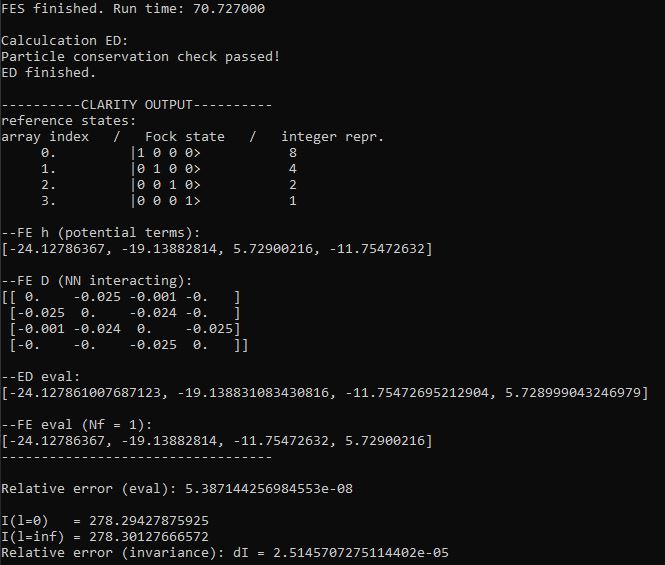 FES finished. Run time: 70.727000
Calculcation ED:
Particle conservation check passed!
ED finished.
----------CLARITY OUTPUT----------
reference states:
array index   /   Fock state   /   integer repr.
0.   |1 0 0 0>   8
1.   |0 1 0 0>   4
2.   |0 0 1 0>   2
3.   |0 0 0 1>   1
--FE h (potential terms):
[-24.12786367, -19.13882814, 5.72900216, -11.75472632]
--FE D (NN interacting):
[[ 0.    -0.025 -0.001 -0.   ]
[-0.025  0.    -0.024 -0.   ]
[-0.001 -0.024  0.    -0.025]
[-0.    -0.    -0.025  0.   ]]
--ED eval:
[-24.127861007687123, -19.138831083430816, -11.75472695212904, 5.728999043246979]
--FE eval (Nf = 1):
[-24.12786367, -19.13882814, -11.75472632, 5.72900216]
----------------------------------
Relative error (eval): 5.387144256984553e-08
I(l=0)   = 278.29427875925
I(l=inf) = 278.30127666572
Relative error (invariance): dI = 2.5145707275114402e-05